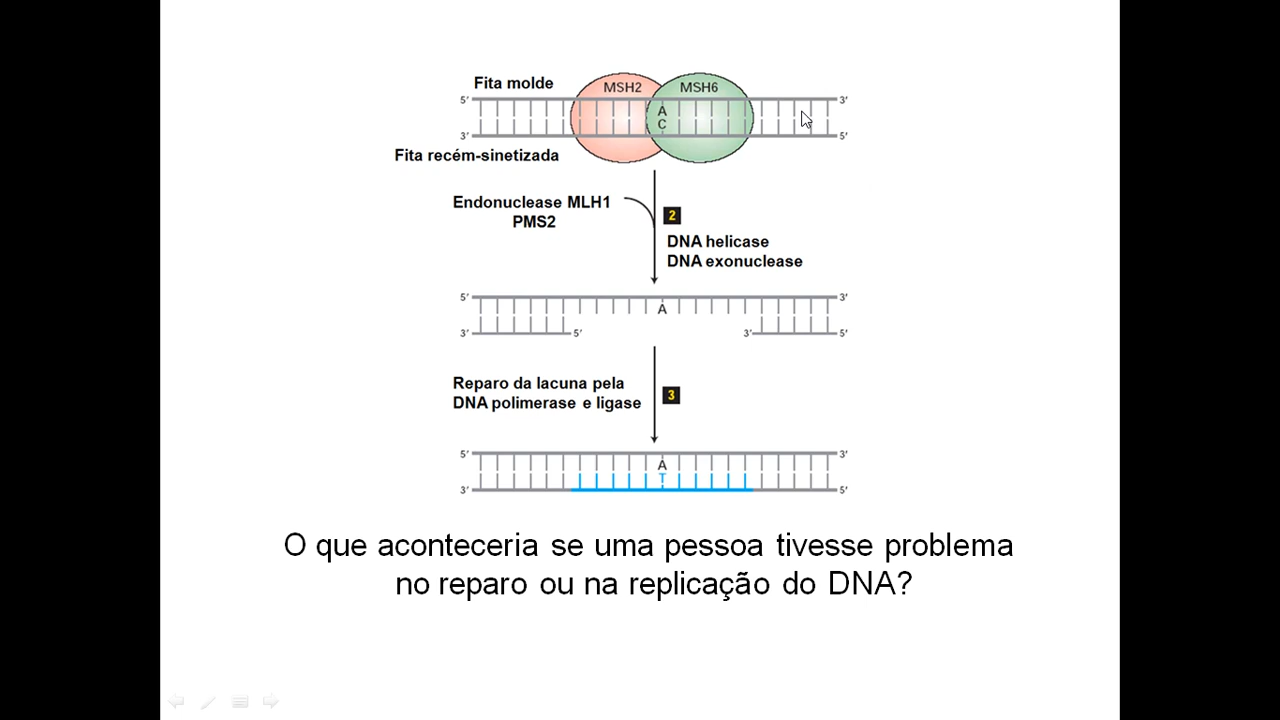 Fita molde
MSH2 MSH6
5' 3'
A
C
3' 5'
Fita recém-sinetizada
Endonuclease MLH1
PMS2
2
DNA helicase
DNA exonuclease
5' 3'
A
3' 5' 3' 5'
Reparo da lacuna pela
DNA polimerase e ligase
3
5' 3'
A
T
3' 5'
O que aconteceria se uma pessoa tivesse problema
no reparo ou na replicação do DNA?